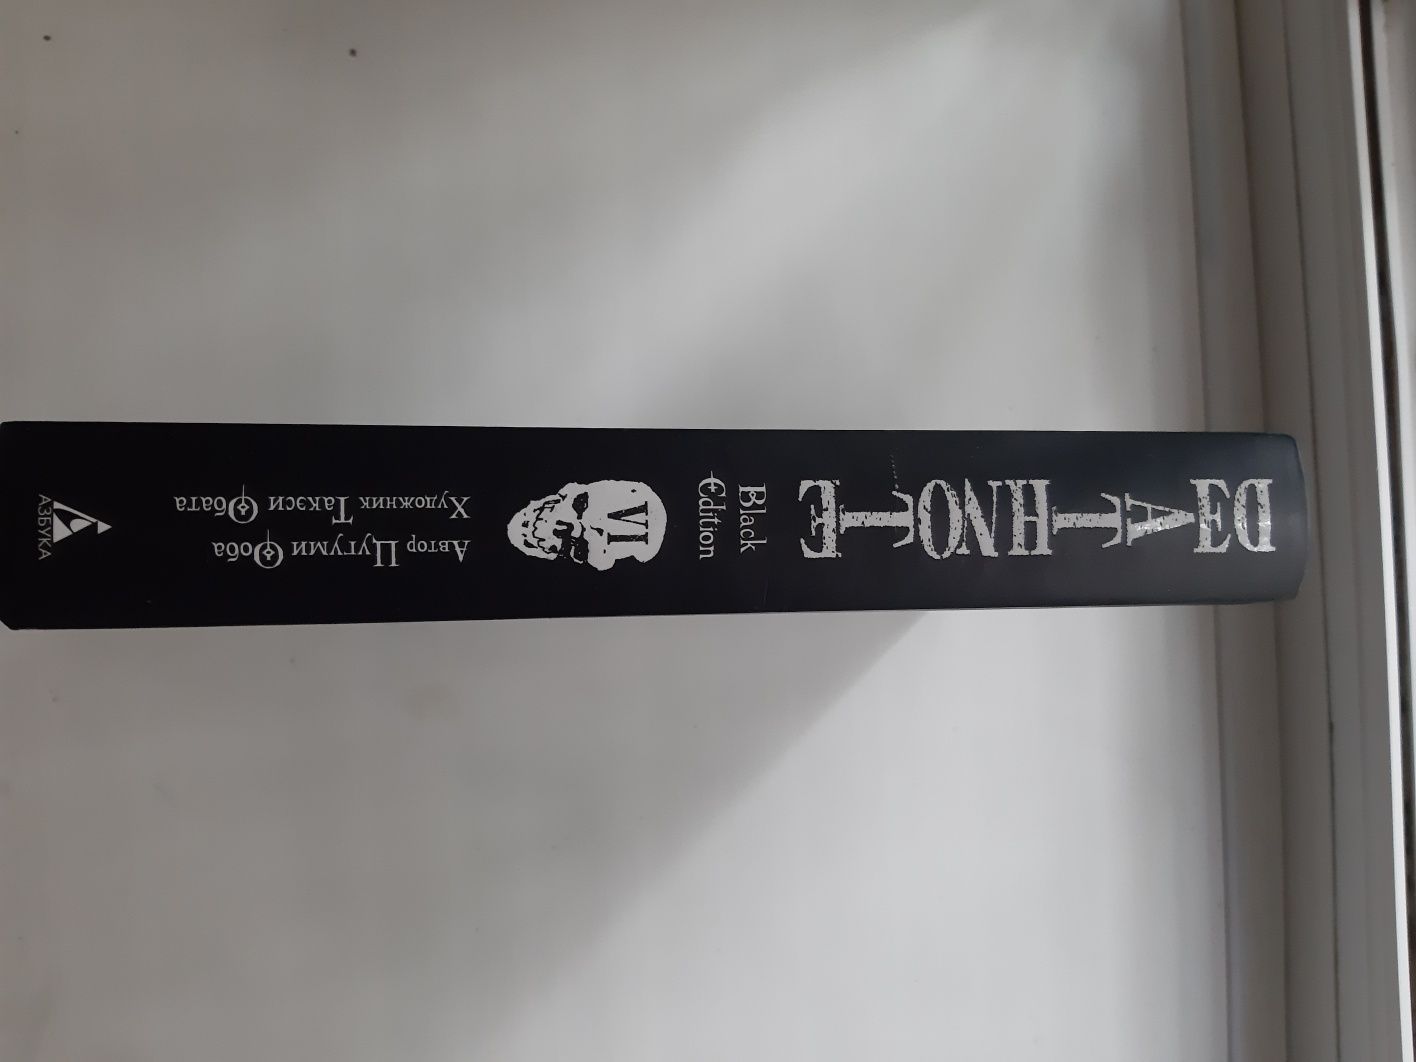 DEATH NOTE
Black
Edition
VI
Автор Цугуми Ооба
Художник Такэси Обата
АЗБУКА